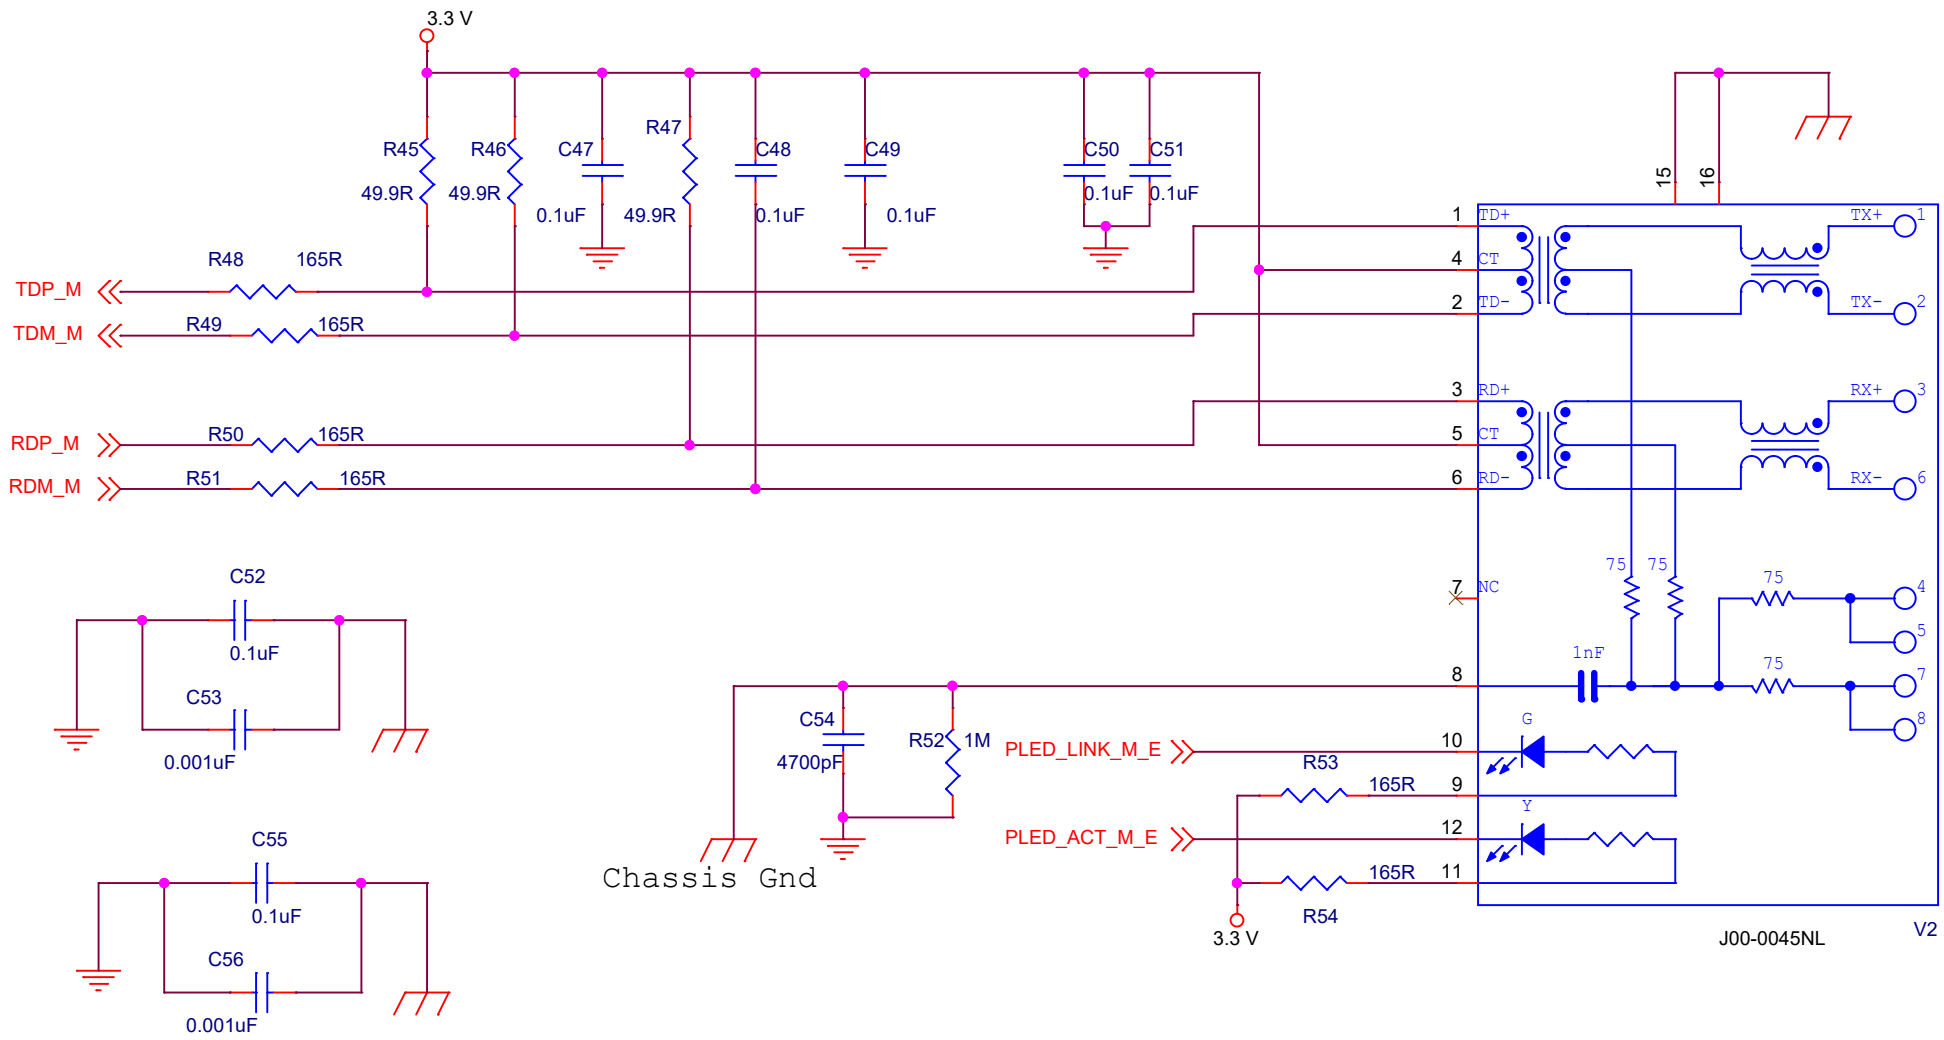 3.3 V
R45
49.9R
R46
49.9R
C47
0.1uF
R47
49.9R
C48
0.1uF
C49
0.1uF
C50
0.1uF
C51
0.1uF
15
16
R48 165R
TDP_M
R49 165R
TDM_M
R50 165R
RDP_M
R51 165R
RDM_M
1 TD+ TX+ 1
4 CT
2 TD- TX- 2
3 RD+ RX+ 3
5 CT
6 RD- RX- 6
7 NC
75 75
75 4
5
1nF
75 7
8
8
C52
0.1uF
C53
0.001uF
C54
4700pF
R52 1M
Chassis Gnd
PLED_LINK_M_E
10
G
R53
165R
9
Y
PLED_ACT_M_E
12
165R
11
R54
3.3 V
C55
0.1uF
C56
0.001uF
J00-0045NL
V2